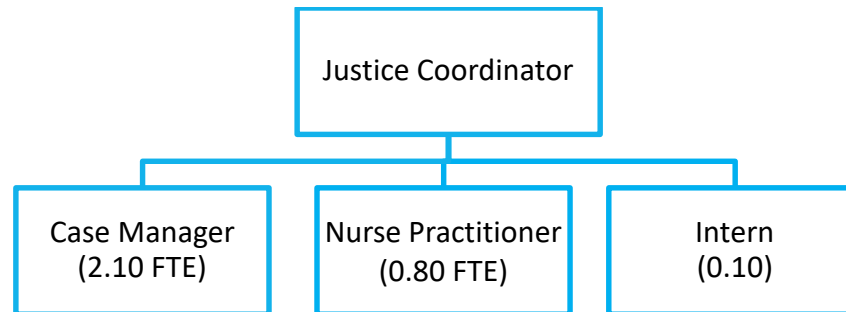 Justice Coordinator
Case Manager
(2.10 FTE)
Nurse Practitioner
(0.80 FTE)
Intern
(0.10)